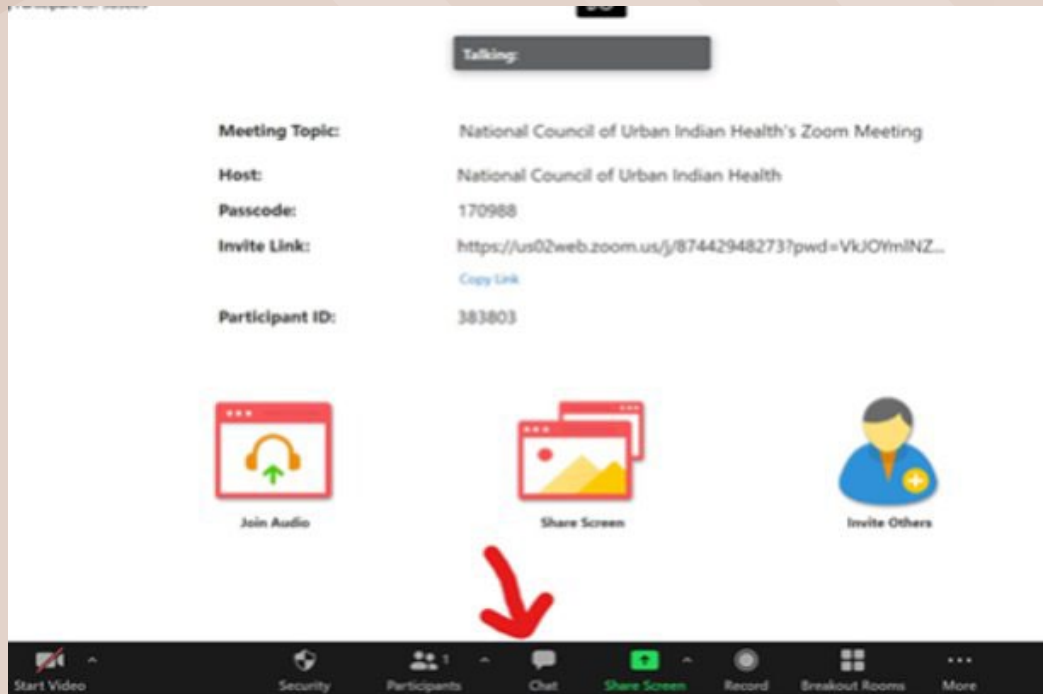 Talking:
Meeting Topic: National Council of Urban Indian Health's Zoom Meeting
Host: National Council of Urban Indian Health
Passcode: 170988
Invite Link: https://us02web.zoom.us/j/87442948273?pwd=VkJOYmlNZ...
Copy Link
Participant ID: 383803
Join Audio Share Screen Invite Others
1
Start Video Security Participants Chat Share Screen Record Breakout Rooms More